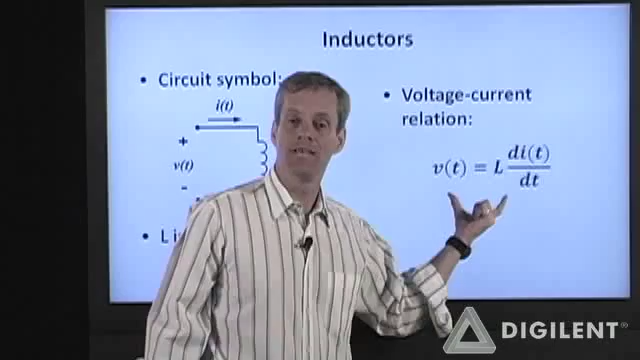 Inductors
• Circuit symbol:
i(t)
+
v(t)
-
• Voltage-current
relation:
v(t) = L di(t)/dt
DIGILENT®